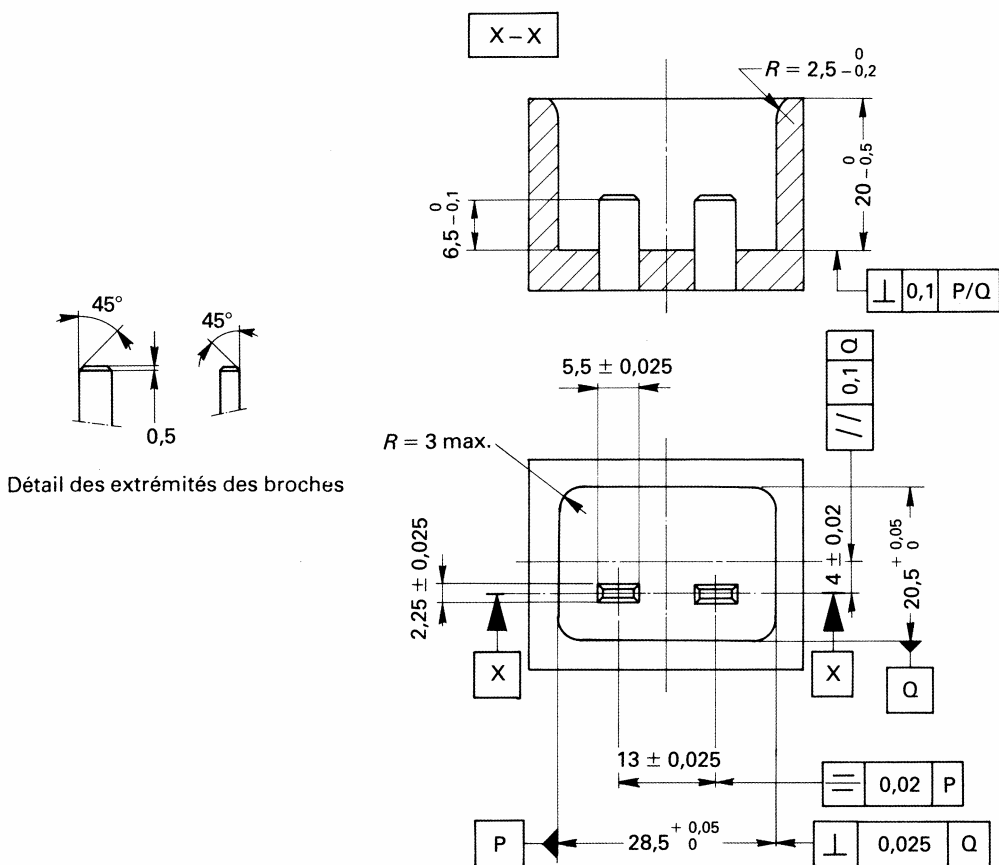 X – X
R = 2,5 0 –0,2
20 0 –0,5
6,5 0 –0,1
⊥ 0,1 P/Q
45°
45°
0,5
Détail des extrémités des broches
5,5 ± 0,025
// 0,1 Q
R = 3 max.
2,25 ± 0,025
4 ± 0,02
20,5 + 0,05 0
X
X
Q
13 ± 0,025
⌯ 0,02 P
P
28,5 + 0,05 0
⊥ 0,025 Q